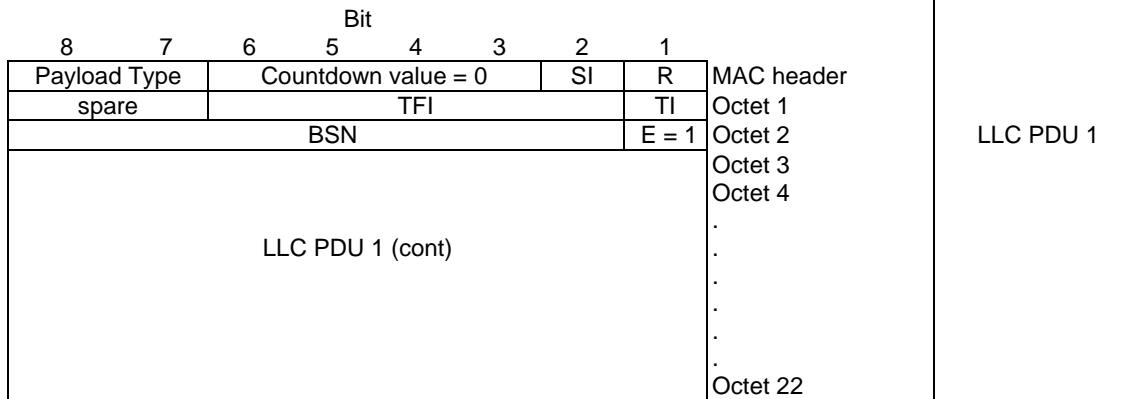 Bit
8 7 6 5 4 3 2 1
Payload Type Countdown value = 0 SI R MAC header
spare TFI TI Octet 1
BSN E = 1 Octet 2 LLC PDU 1
Octet 3
Octet 4
.
LLC PDU 1 (cont) .
.
.
.
.
Octet 22